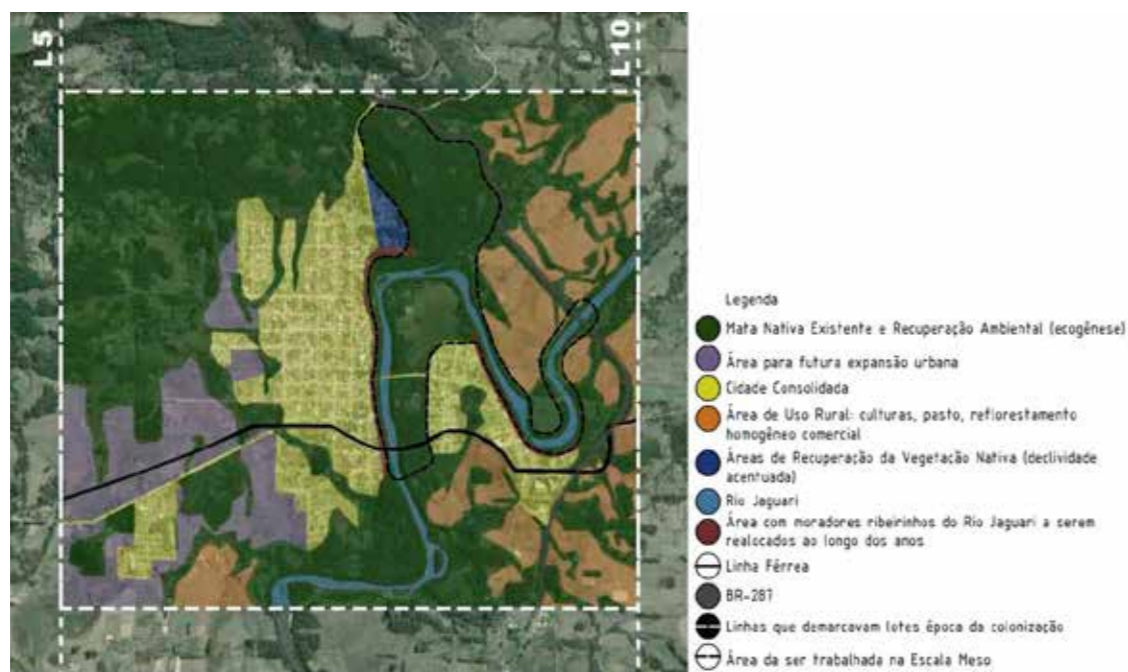 L5
L10
Legenda
Mata Nativa Existente e Recuperação Ambiental (ecogênese)
Área para futura expansão urbana
Cidade Consolidada
Área de Uso Rural: culturas, pasto, reflorestamento
homogêneo comercial
Áreas de Recuperação da Vegetação Nativa (declividade
acentuada)
Rio Jaguari
Área com moradores ribeirinhos do Rio Jaguari a serem
realocados ao longo dos anos
Linha Férrea
BR-287
Linhas que demarcavam lotes época da colonização
Área da ser trabalhada na Escala Meso